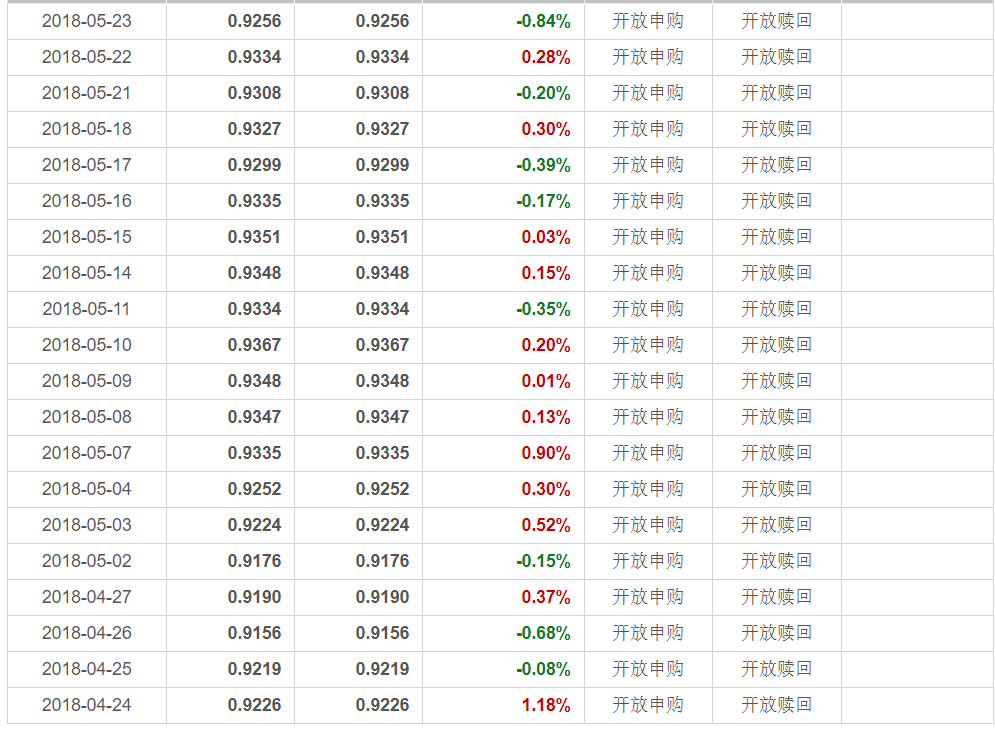 2018-05-23 0.9256 0.9256 -0.84% 开放申购 开放赎回
2018-05-22 0.9334 0.9334 0.28% 开放申购 开放赎回
2018-05-21 0.9308 0.9308 -0.20% 开放申购 开放赎回
2018-05-18 0.9327 0.9327 0.30% 开放申购 开放赎回
2018-05-17 0.9299 0.9299 -0.39% 开放申购 开放赎回
2018-05-16 0.9335 0.9335 -0.17% 开放申购 开放赎回
2018-05-15 0.9351 0.9351 0.03% 开放申购 开放赎回
2018-05-14 0.9348 0.9348 0.15% 开放申购 开放赎回
2018-05-11 0.9334 0.9334 -0.35% 开放申购 开放赎回
2018-05-10 0.9367 0.9367 0.20% 开放申购 开放赎回
2018-05-09 0.9348 0.9348 0.01% 开放申购 开放赎回
2018-05-08 0.9347 0.9347 0.13% 开放申购 开放赎回
2018-05-07 0.9335 0.9335 0.90% 开放申购 开放赎回
2018-05-04 0.9252 0.9252 0.30% 开放申购 开放赎回
2018-05-03 0.9224 0.9224 0.52% 开放申购 开放赎回
2018-05-02 0.9176 0.9176 -0.15% 开放申购 开放赎回
2018-04-27 0.9190 0.9190 0.37% 开放申购 开放赎回
2018-04-26 0.9156 0.9156 -0.68% 开放申购 开放赎回
2018-04-25 0.9219 0.9219 -0.08% 开放申购 开放赎回
2018-04-24 0.9226 0.9226 1.18% 开放申购 开放赎回